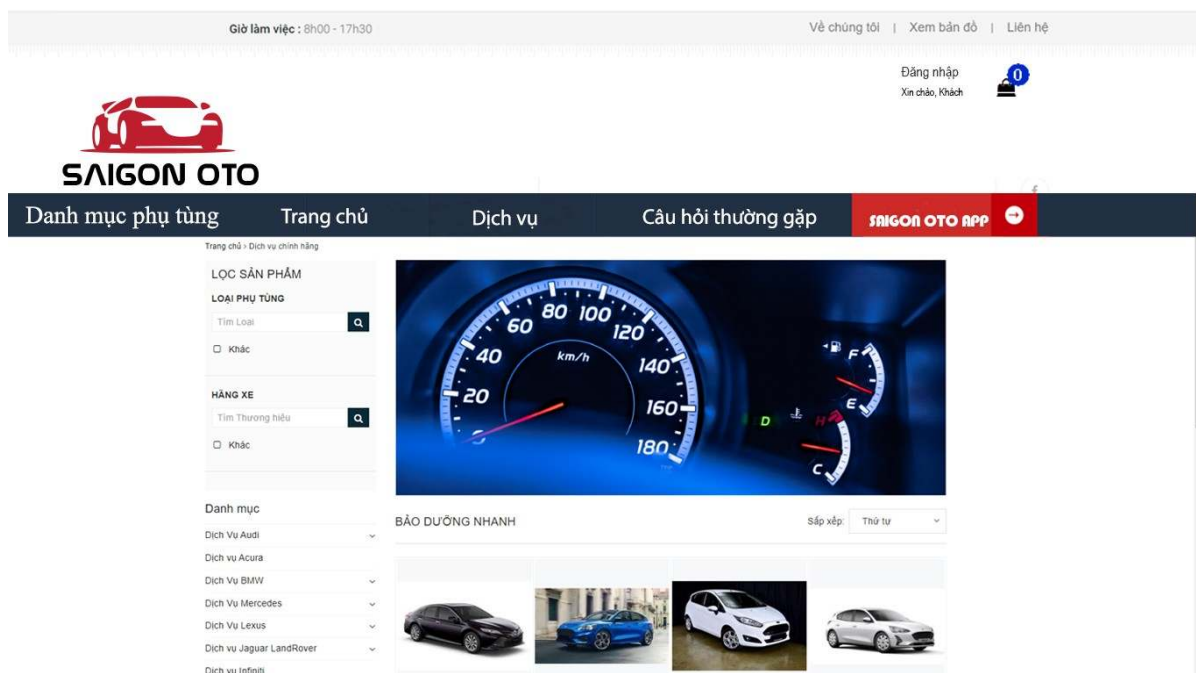 Giờ làm việc : 8h00 - 17h30
Về chúng tôi | Xem bản đồ | Liên hệ
Đăng nhập
0
Xin chào, Khách
SAIGON OTO
f
Danh mục phụ tùng Trang chủ Dịch vụ Câu hỏi thường gặp SAIGON OTO APP
Trang chủ › Dịch vụ chính hãng
LỌC SẢN PHẨM
LOẠI PHỤ TÙNG
Tìm Loại
Khác
HÃNG XE
Tìm Thương hiệu
Khác
0
20
40
60
80
100
120
140
160
180
km/h
F
E
D
H
C
Danh mục
Dịch Vụ Audi
Dịch vụ Acura
Dịch Vụ BMW
Dịch Vụ Mercedes
Dịch Vụ Lexus
Dịch vụ Jaguar LandRover
Dịch vụ Infiniti
BẢO DƯỠNG NHANH
Sắp xếp: Thứ tự